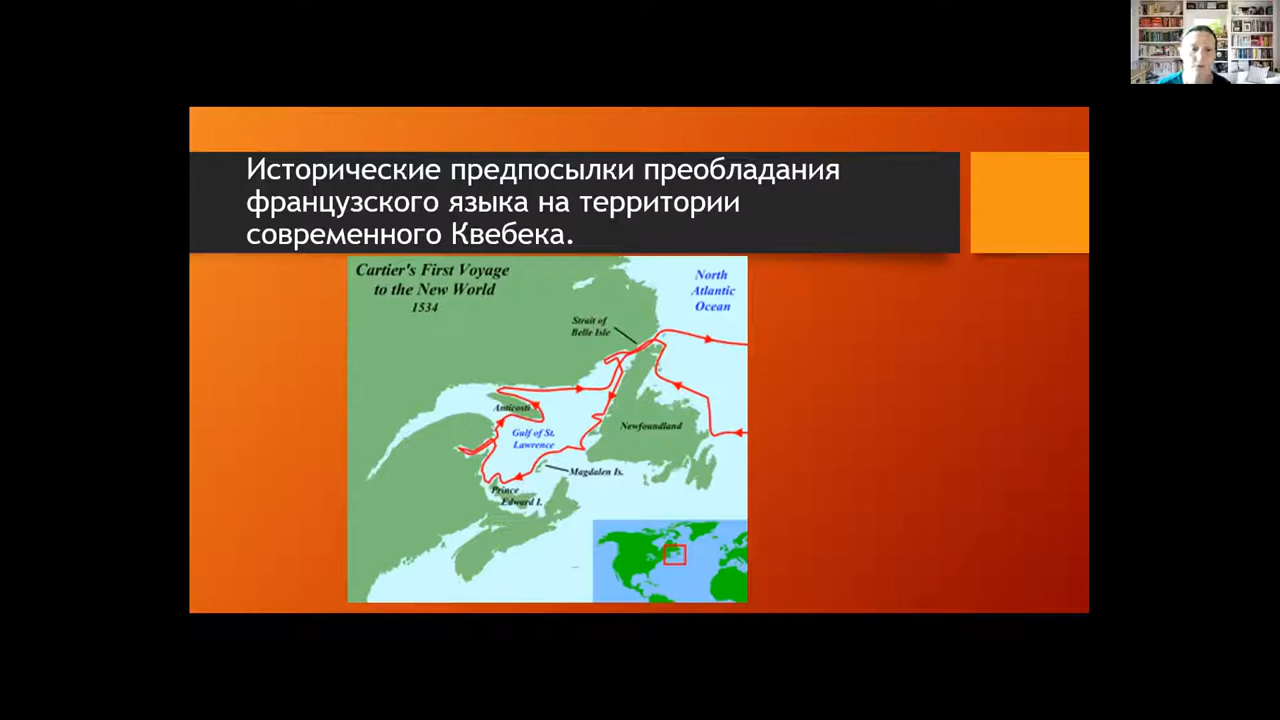 Исторические предпосылки преобладания
французского языка на территории
современного Квебека.
Cartier's First Voyage
to the New World
1534
North
Atlantic
Ocean
Strait of
Belle Isle
Anticosti
Gulf of St.
Lawrence
Newfoundland
Magdalen Is.
Prince
Edward I.